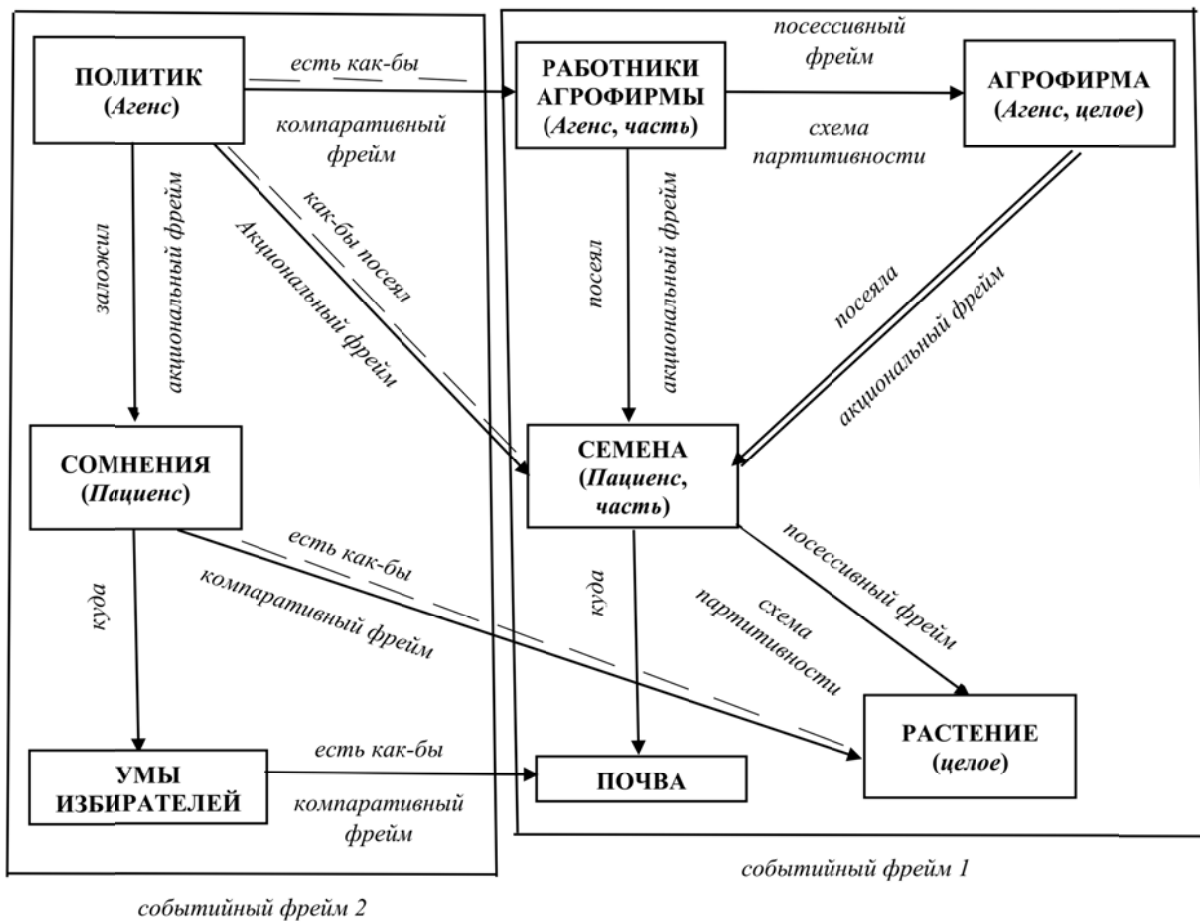 ПОЛИТИК
(Агенс)
есть как-бы
компаративный
фрейм
РАБОТНИКИ
АГРОФИРМЫ
(Агенс, часть)
посессивный
фрейм
схема
партитивности
АГРОФИРМА
(Агенс, целое)
заложил
акциональный фрейм
как-бы посеял
Акциональный фрейм
посеял
акциональный фрейм
посеяла
акциональный фрейм
СОМНЕНИЯ
(Пациенс)
СЕМЕНА
(Пациенс,
часть)
куда
есть как-бы
компаративный фрейм
куда
посессивный фрейм
схема
партитивности
УМЫ
ИЗБИРАТЕЛЕЙ
есть как-бы
компаративный
фрейм
ПОЧВА
РАСТЕНИЕ
(целое)
событийный фрейм 1
событийный фрейм 2